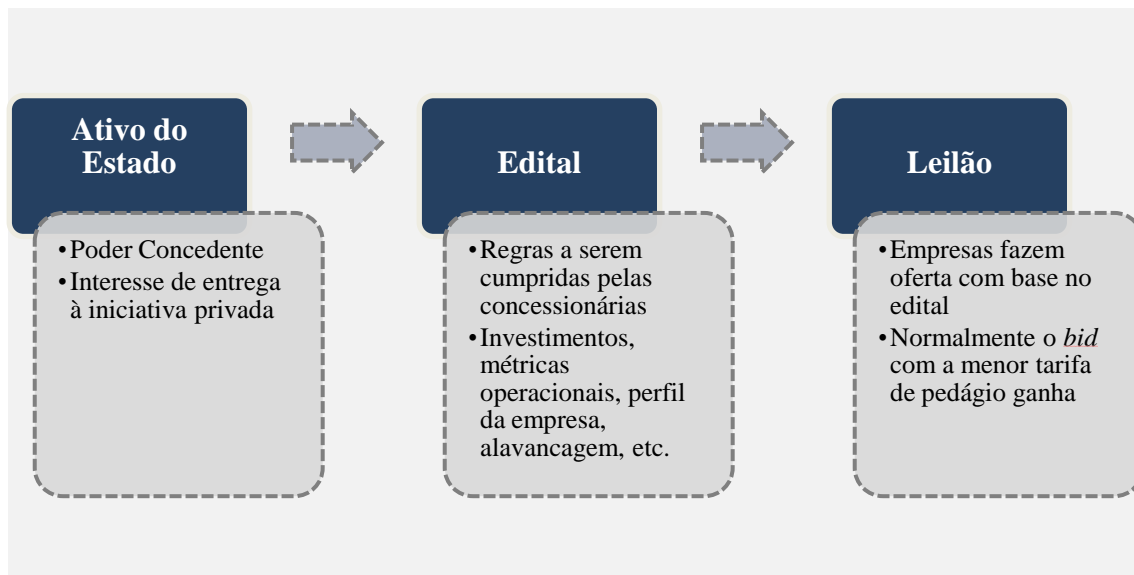 Ativo do
Estado
•Poder Concedente
•Interesse de entrega
à iniciativa privada
Edital
•Regras a serem
cumpridas pelas
concessionárias
•Investimentos,
métricas
operacionais, perfil
da empresa,
alavancagem, etc.
Leilão
•Empresas fazem
oferta com base no
edital
•Normalmente o bid
com a menor tarifa
de pedágio ganha